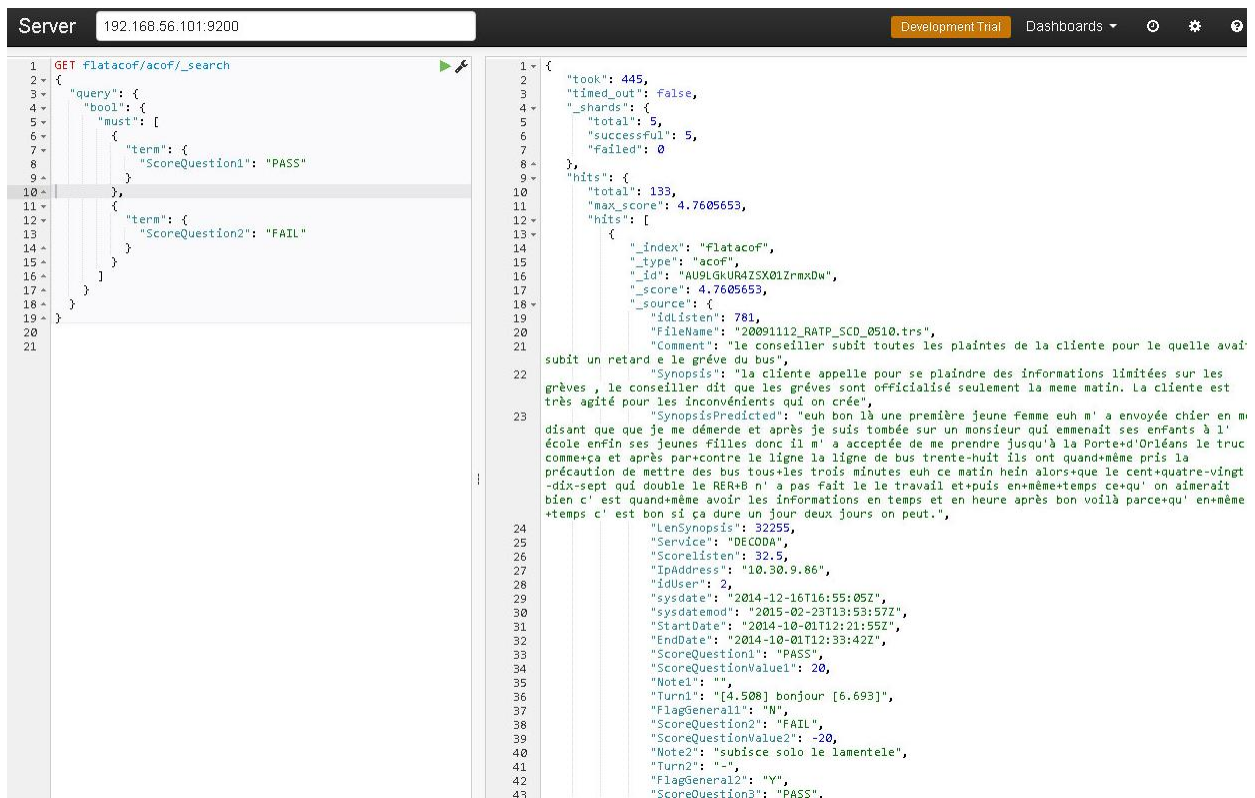 Server
192.168.56.101:9200
Development Trial
Dashboards
1 GET flatacof/acof/_search
2 {
3 "query": {
4 "bool": {
5 "must": [
6 {
7 "term": {
8 "ScoreQuestion1": "PASS"
9 }
10 },
11 {
12 "term": {
13 "ScoreQuestion2": "FAIL"
14 }
15 }
16 ]
17 }
18 }
19 }
20
21
1 {
2 "took": 445,
3 "timed_out": false,
4 "_shards": {
5 "total": 5,
6 "successful": 5,
7 "failed": 0
8 },
9 "hits": {
10 "total": 133,
11 "max_score": 4.7605653,
12 "hits": [
13 {
14 "_index": "flatacof",
15 "_type": "acof",
16 "_id": "AU9LGkUR4ZSX01ZrmxDw",
17 "_score": 4.7605653,
18 "_source": {
19 "idListen": 781,
20 "FileName": "20091112_RATP_SCD_0510.trs",
21 "Comment": "le conseiller subit toutes les plaintes de la cliente pour le quelle avait
subit un retard e le gréve du bus",
22 "Synopsis": "la cliente appelle pour se plaindre des informations limitées sur les
grèves , le conseiller dit que les gréves sont officialisé seulement la meme matin. La cliente est
très agité pour les inconvénients qui on crée",
23 "SynopsisPredicted": "euh bon là une première jeune femme euh m' a envoyée chier en me
disant que que je me démerde et après je suis tombée sur un monsieur qui emmenait ses enfants à l'
école enfin ses jeunes filles donc il m' a acceptée de me prendre jusqu'à la Porte+d'Orléans le truc
comme+ça et après par+contre le ligne la ligne de bus trente-huit ils ont quand+même pris la
précaution de mettre des bus tous+les trois minutes euh ce matin hein alors+que le cent+quatre-vingt
-dix-sept qui double le RER+B n' a pas fait le le travail et+puis en+même+temps ce+qu' on aimerait
bien c' est quand+même avoir les informations en temps et en heure après bon voilà parce+qu' en+même
+temps c' est bon si ça dure un jour deux jours on peut.",
24 "LenSynopsis": 32255,
25 "Service": "DECODA",
26 "Scorelisten": 32.5,
27 "IpAddress": "10.30.9.86",
28 "idUser": 2,
29 "sysdate": "2014-12-16T16:55:05Z",
30 "sysdatemod": "2015-02-23T13:53:57Z",
31 "StartDate": "2014-10-01T12:21:55Z",
32 "EndDate": "2014-10-01T12:33:42Z",
33 "ScoreQuestion1": "PASS",
34 "ScoreQuestionValue1": 20,
35 "Note1": "",
36 "Turn1": "[4.508] bonjour [6.693]",
37 "FlagGeneral1": "N",
38 "ScoreQuestion2": "FAIL",
39 "ScoreQuestionValue2": -20,
40 "Note2": "subisce solo le lamentele",
41 "Turn2": "-",
42 "FlagGeneral2": "Y",
43 "ScoreQuestion3": "PASS",